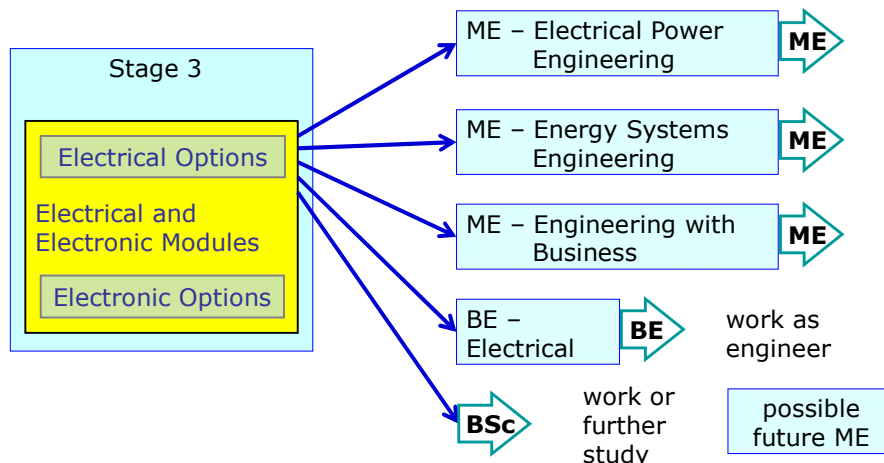 Stage 3
Electrical Options
Electrical and
Electronic Modules
Electronic Options
ME – Electrical Power
Engineering
ME
ME – Energy Systems
Engineering
ME
ME – Engineering with
Business
ME
BE –
Electrical
BE
work as
engineer
BSc
work or
further
study
possible
future ME